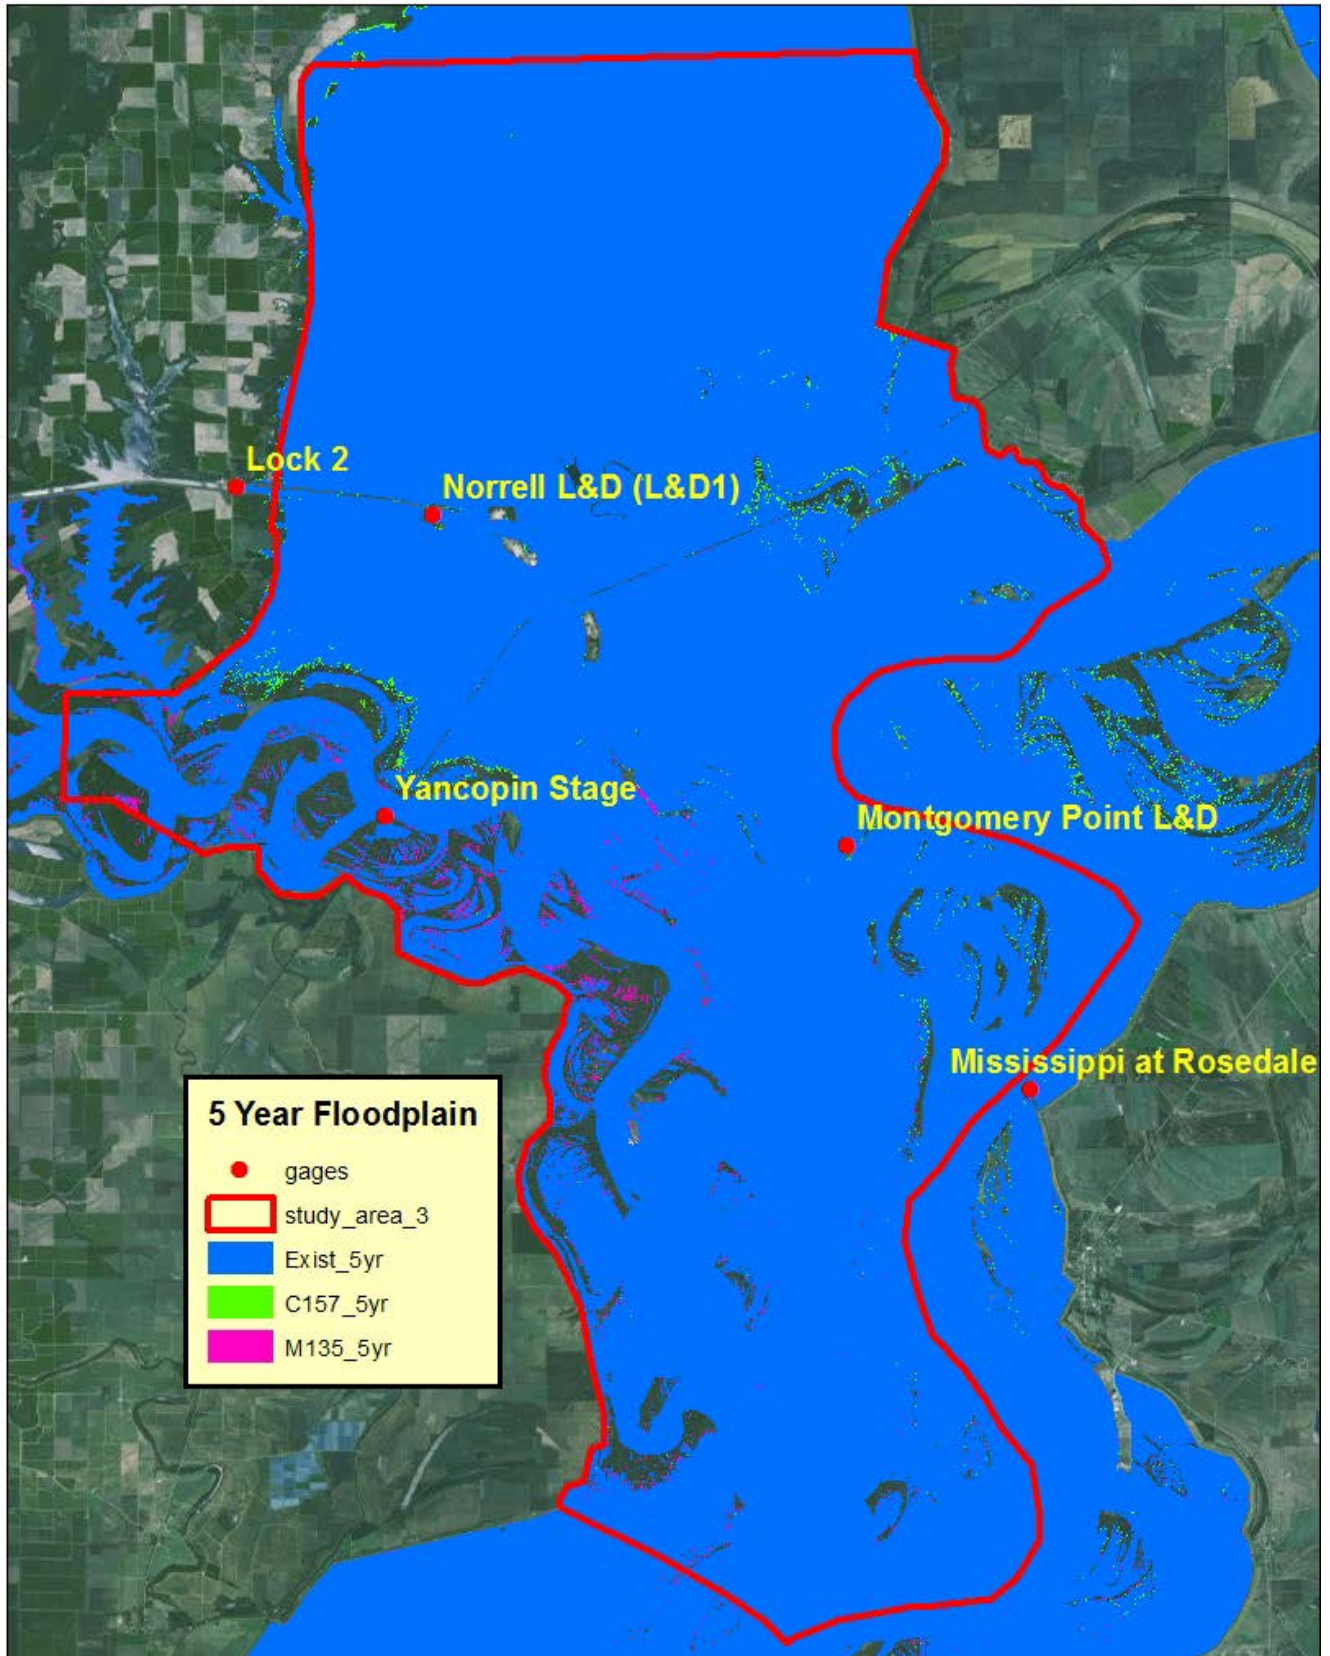 Lock 2
Norrell L&D (L&D1)
Yancopin Stage
Montgomery Point L&D
Mississippi at Rosedale
5 Year Floodplain
gages
study_area_3
Exist_5yr
C157_5yr
M135_5yr